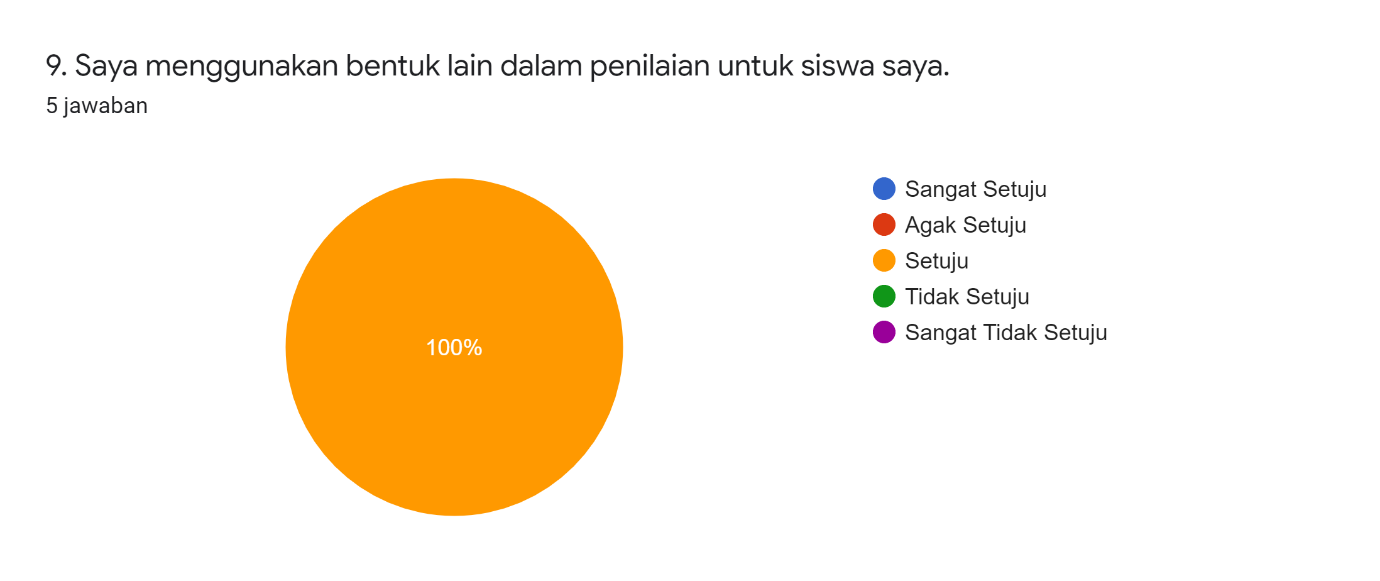 9. Saya menggunakan bentuk lain dalam penilaian untuk siswa saya.
5 jawaban
100%
Sangat Setuju
Agak Setuju
Setuju
Tidak Setuju
Sangat Tidak Setuju